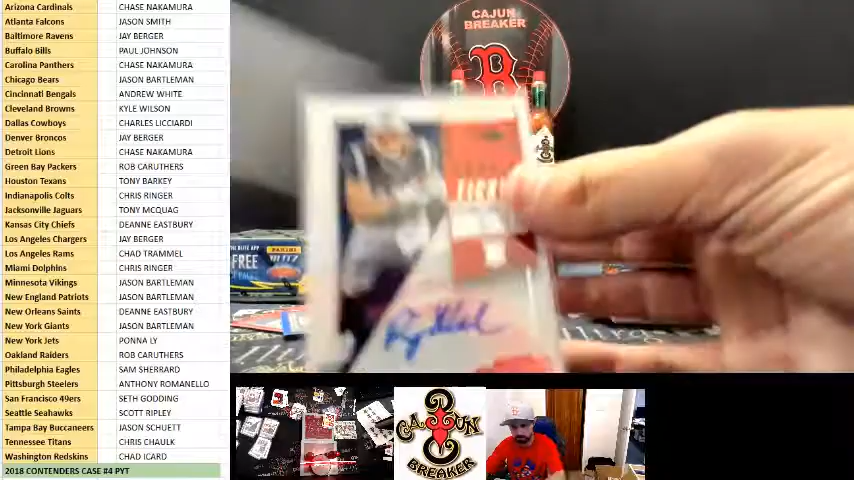 Arizona Cardinals CHASE NAKAMURA
Atlanta Falcons JASON SMITH
Baltimore Ravens JAY BERGER
Buffalo Bills PAUL JOHNSON
Carolina Panthers CHASE NAKAMURA
Chicago Bears JASON BARTLEMAN
Cincinnati Bengals ANDREW WHITE
Cleveland Browns KYLE WILSON
Dallas Cowboys CHARLES LICCIARDI
Denver Broncos JAY BERGER
Detroit Lions CHASE NAKAMURA
Green Bay Packers ROB CARUTHERS
Houston Texans TONY BARKEY
Indianapolis Colts CHRIS RINGER
Jacksonville Jaguars TONY MCQUAG
Kansas City Chiefs DEANNE EASTBURY
Los Angeles Chargers JAY BERGER
Los Angeles Rams CHAD TRAMMEL
Miami Dolphins CHRIS RINGER
Minnesota Vikings JASON BARTLEMAN
New England Patriots JASON BARTLEMAN
New Orleans Saints DEANNE EASTBURY
New York Giants JASON BARTLEMAN
New York Jets PONNA LY
Oakland Raiders ROB CARUTHERS
Philadelphia Eagles SAM SHERRARD
Pittsburgh Steelers ANTHONY ROMANELLO
San Francisco 49ers SETH GODDING
Seattle Seahawks SCOTT RIPLEY
Tampa Bay Buccaneers JASON SCHUETT
Tennessee Titans CHRIS CHAULK
Washington Redskins CHAD ICARD
2018 CONTENDERS CASE #4 PYT
CAJUN
BREAKER
B
PANINI
FREE
CAJUN
BREAKER